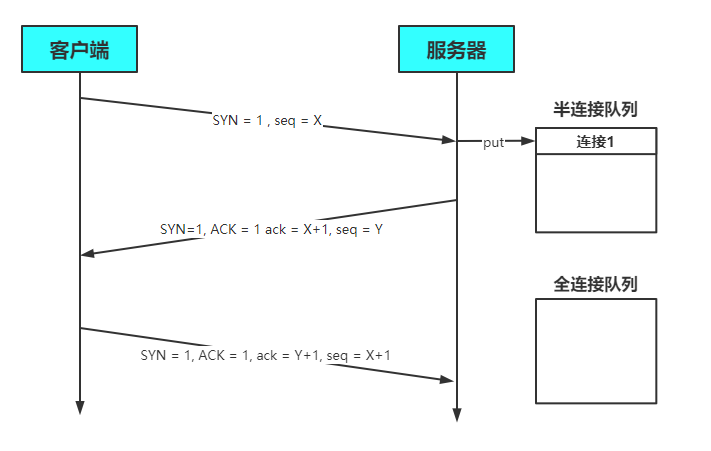 客户端
服务器
半连接队列
SYN = 1 , seq = X
put
连接1
SYN=1, ACK = 1 ack = X+1, seq = Y
全连接队列
SYN = 1, ACK = 1, ack = Y+1, seq = X+1